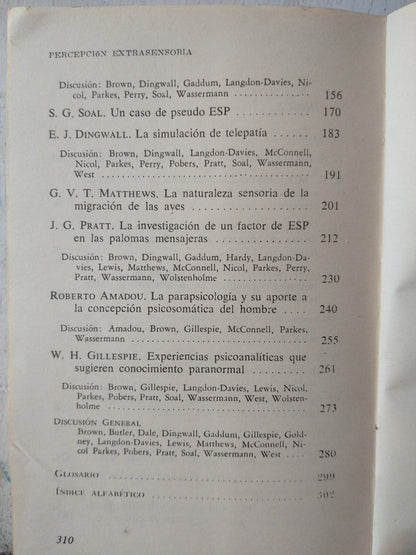 PERCEPCIÓN EXTRASENSORIA
Discusión: Brown, Dingwall, Gaddum, Langdon-Davies, Ni-
col, Parkes, Perry, Soal, Wassermann .............. 156
S. G. SOAL. Un caso de pseudo ESP .............. 170
E. J. DINGWALL. La simulación de telepatía .......... 183
Discusión: Brown, Dingwall, Langdon-Davies, McConnell,
Nicol, Parkes, Perry, Pobers, Pratt, Soal, Wassermann,
West .............. 191
G. V. T. MATTHEWS. La naturaleza sensoria de la
migración de las aves .............. 201
J. G. PRATT. La investigación de un factor de ESP
en las palomas mensajeras .............. 212
Discusión: Brown, Dingwall, Gaddum, Hardy, Langdon-Da-
vies, Lewis, Matthews, McConnell, Nicol, Parkes, Perry,
Pratt, Wassermann, Wolstenholme .............. 230
ROBERTO AMADOU. La parapsicología y su aporte a
la concepción psicosomática del hombre .... 240
Discusión: Amadou, Brown, Gillespie, McConnell, Parkes,
Wassermann .............. 255
W. H. GILLESPIE. Experiencias psicoanalíticas que
sugieren conocimiento paranormal .......... 261
Discusión: Brown, Gillespie, Langdon-Davies, Lewis, Nicol,
Parkes, Pobers, Pratt, Soal, Wassermann, West, Wolsten-
holme .............. 273
DISCUSIÓN GENERAL
Brown, Butler, Dale, Dingwall, Gaddum, Gillespie, Gold-
ney, Langdon-Davies, Lewis, Matthews, McConnell, Ni-
col Parkes, Pobers, Pratt, Soal, Wassermann, West .... 280
GLOSARIO .............. 299
ÍNDICE ALFABÉTICO .............. 302
310